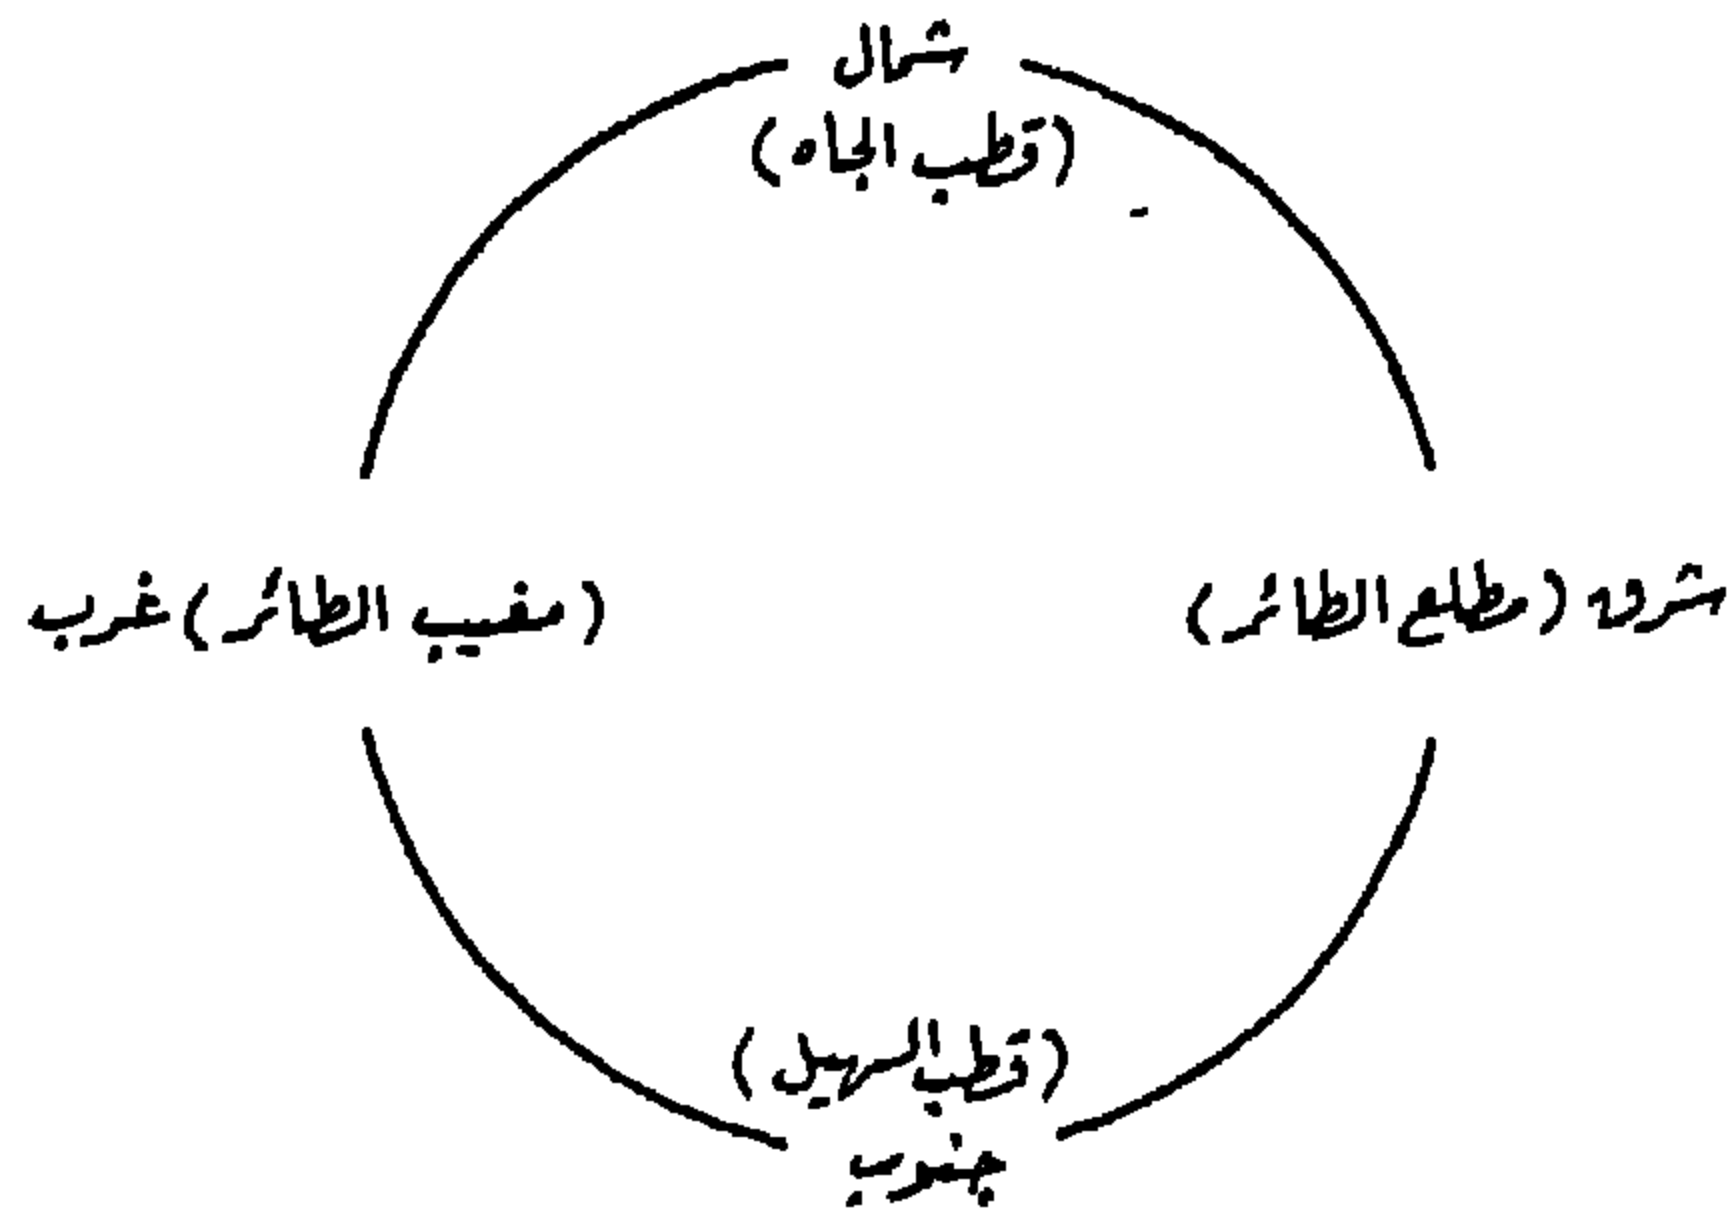 شمال
(قطب الجاه)
شرق (مطلع الطائر)
(مغيب الطائر) غرب
(قطب السهيل)
جنوب